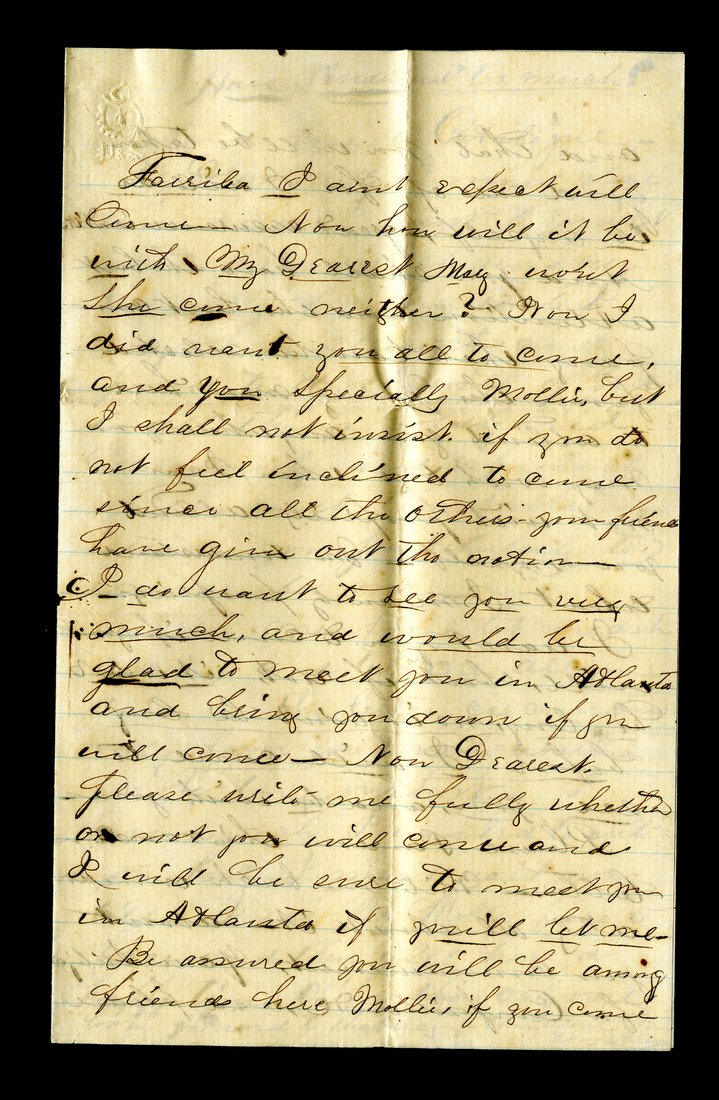 I aint expect will
come — Now how will it be
with My Dearest May wont
she come neither? Now I
did want you all to come,
and you specially Mollie, but
I shall not insist if you do
not feel inclined to come
since all the others your friends
have give out the notion —
I do want to see you very
much, and would be
glad to meet you in Atlanta
and bring you down if you
will come — Now Dearest.
please write me fully whether
or not you will come and
I will be sure to meet you
in Atlanta if you'll let me —
Be assured you will be among
friends here Mollie, if you come